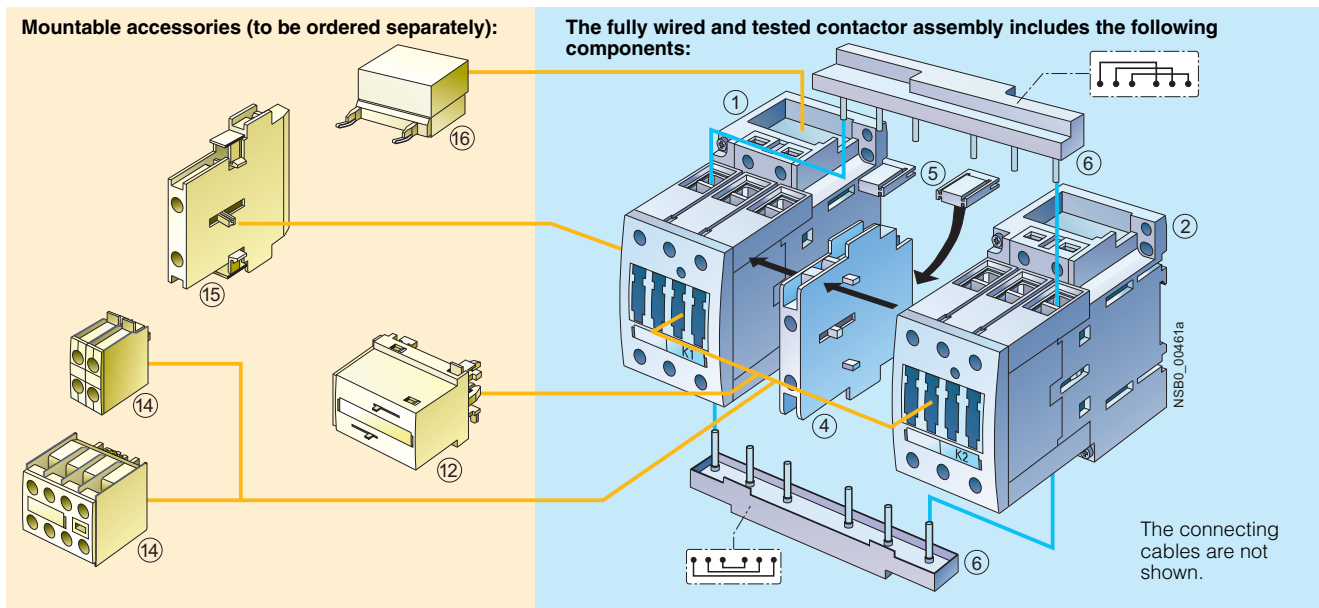 Mountable accessories (to be ordered separately):
The fully wired and tested contactor assembly includes the following
components:
16
15
14
14
12
1
6
5
2
K1
4
K2
6
NSB0_00461a
The connecting
cables are not
shown.